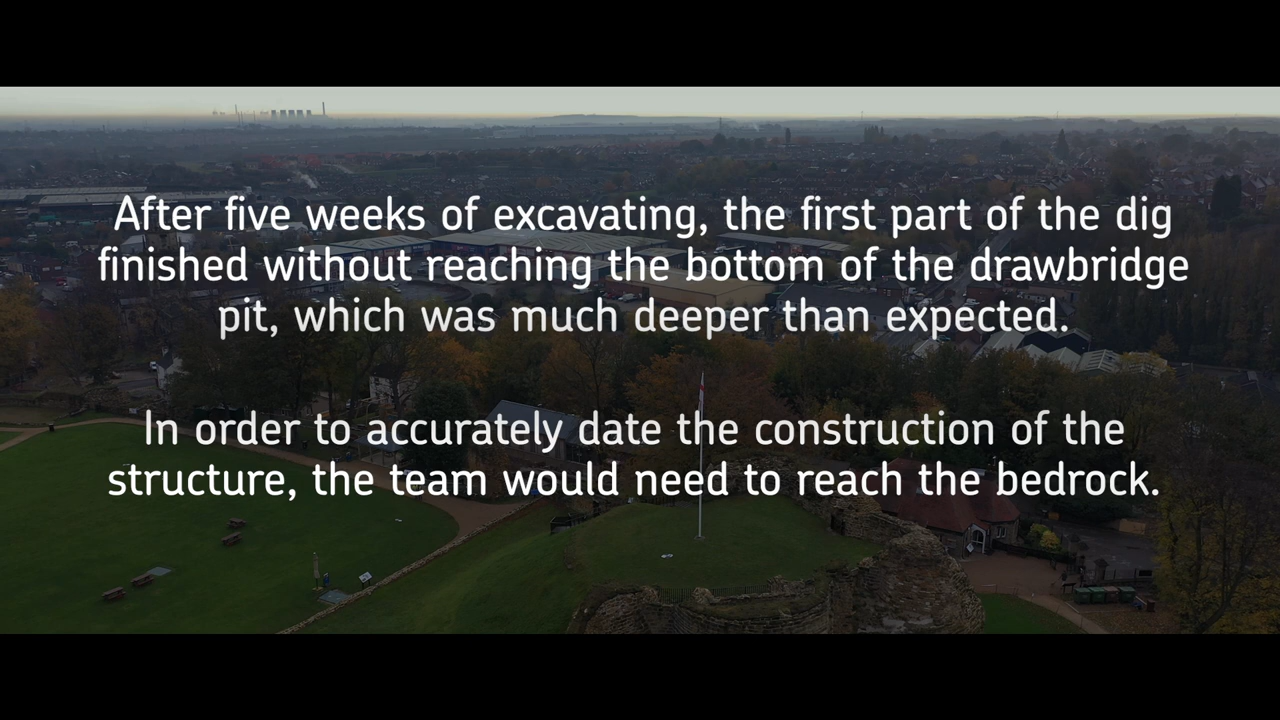 After five weeks of excavating, the first part of the dig
finished without reaching the bottom of the drawbridge
pit, which was much deeper than expected.
In order to accurately date the construction of the
structure, the team would need to reach the bedrock.